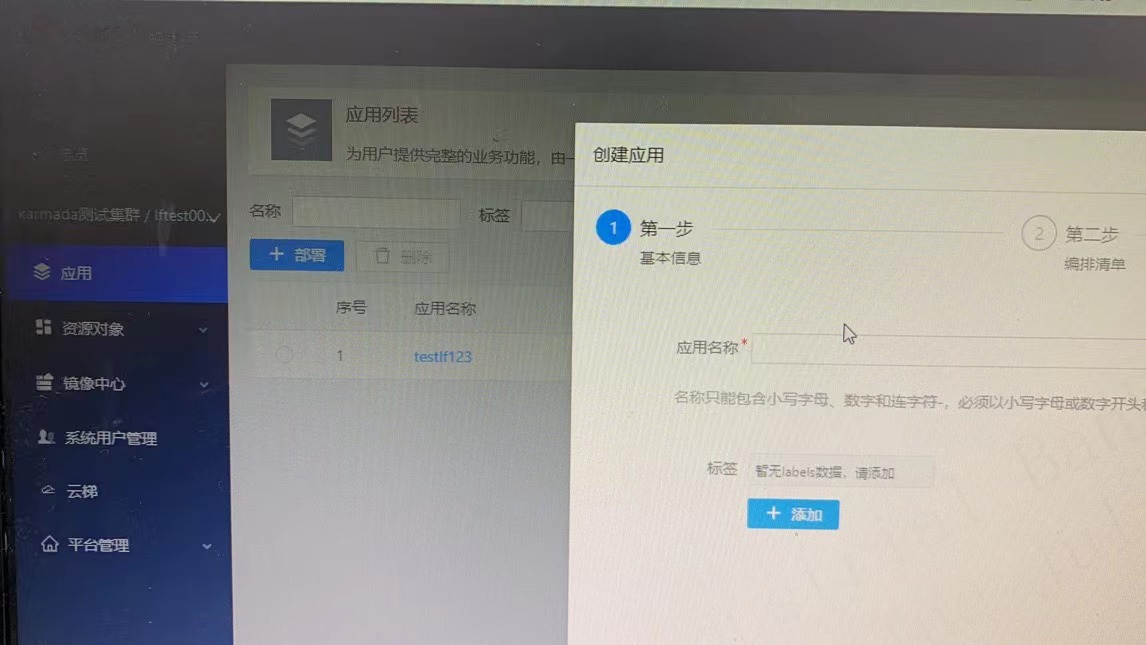 应用列表
为用户提供完整的业务功能，由一
创建应用
karmada测试集群 / lftest00
名称
标签
1
第一步
基本信息
2
第二步
编排清单
+ 部署
删除
应用
资源对象
镜像中心
系统用户管理
云梯
平台管理
序号
应用名称
1
testlf123
应用名称*
名称只能包含小写字母、数字和连字符-，必须以小写字母或数字开头
标签
暂无labels数据，请添加
+ 添加